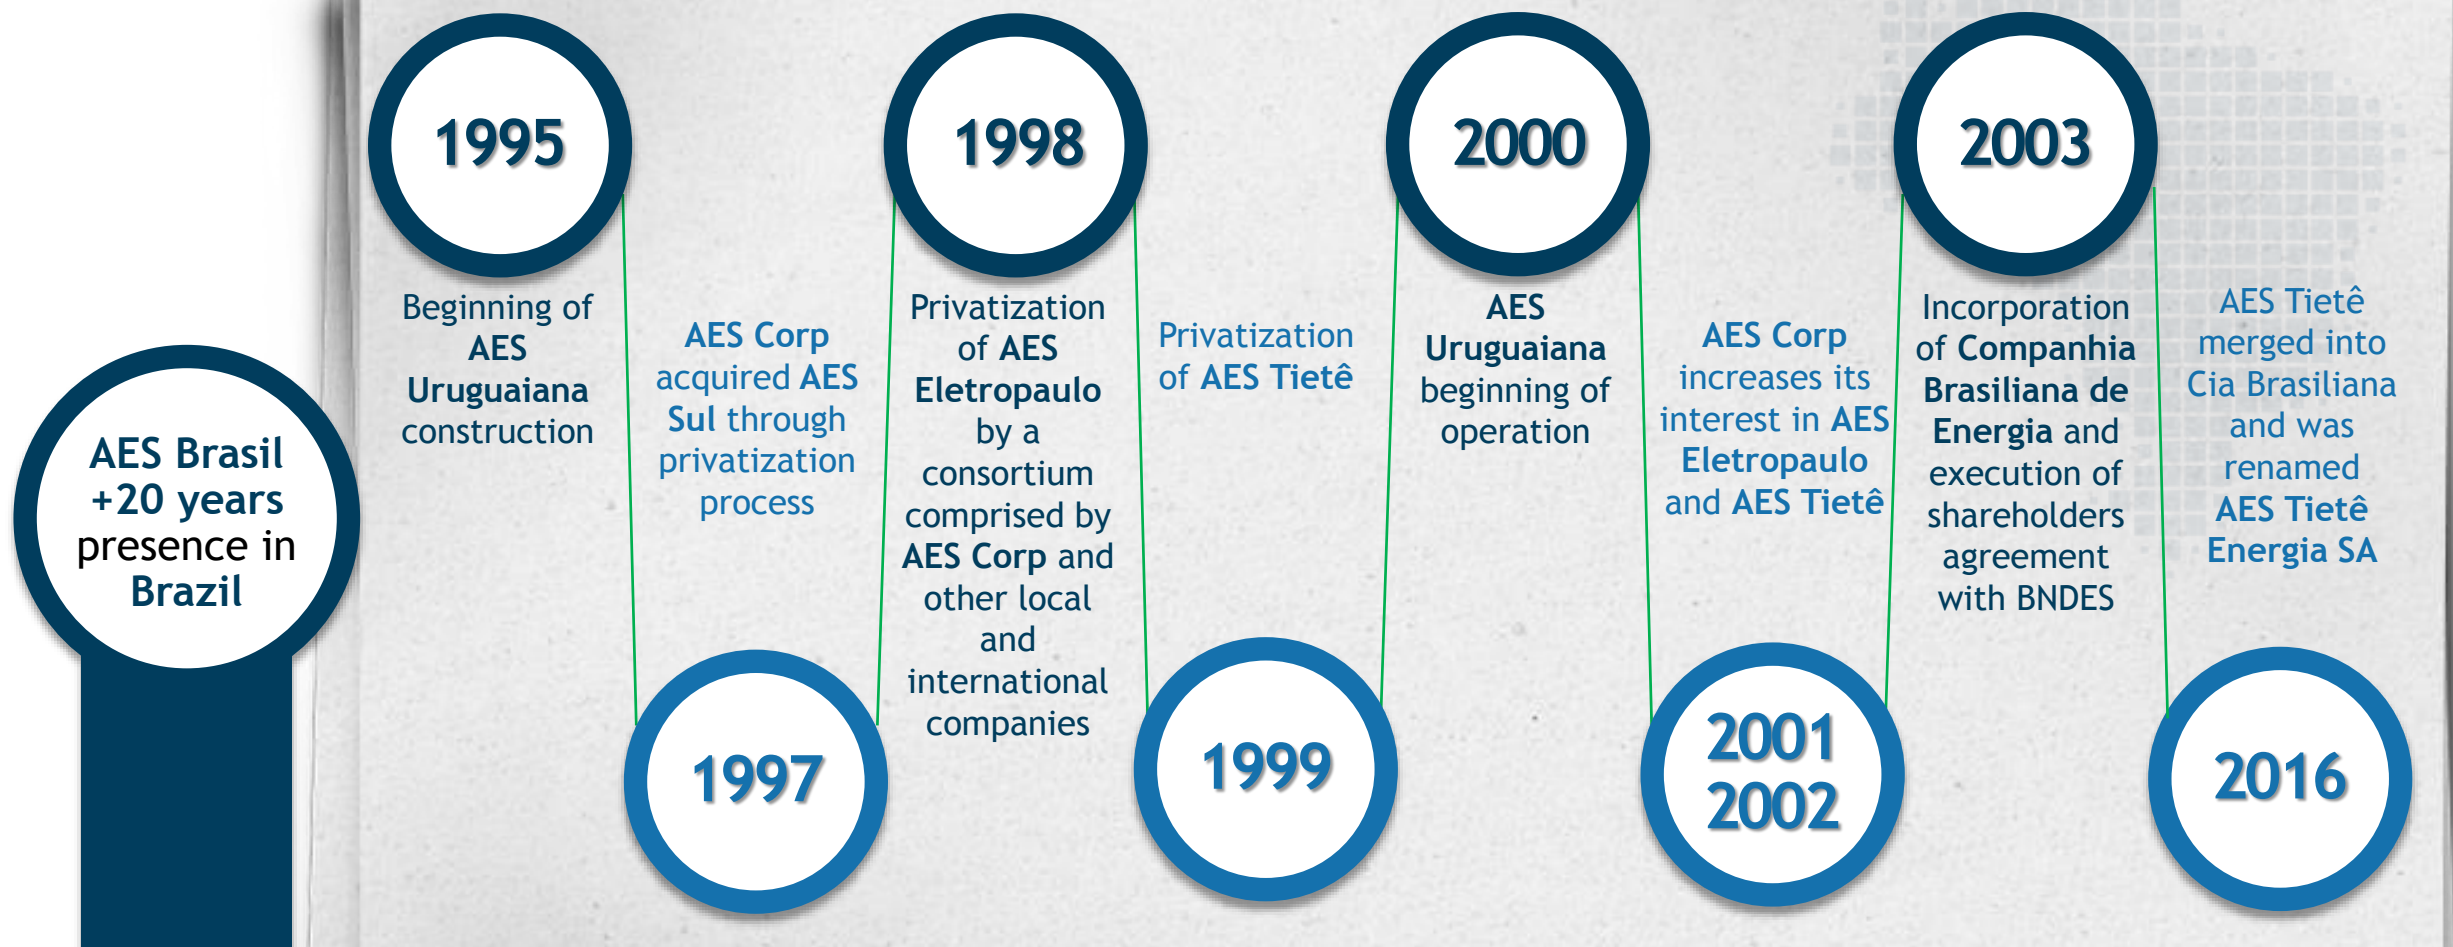 AES Brasil
+20 years
presence in
Brazil
1995
Beginning of
AES
Uruguaiana
construction
AES Corp
acquired AES
Sul through
privatization
process
1997
1998
Privatization
of AES
Eletropaulo
by a
consortium
comprised by
AES Corp and
other local
and
international
companies
Privatization
of AES Tietê
1999
2000
AES
Uruguaiana
beginning of
operation
AES Corp
increases its
interest in AES
Eletropaulo
and AES Tietê
2001
2002
2003
Incorporation
of Companhia
Brasiliana de
Energia and
execution of
shareholders
agreement
with BNDES
AES Tietê
merged into
Cia Brasiliana
and was
renamed
AES Tietê
Energia SA
2016